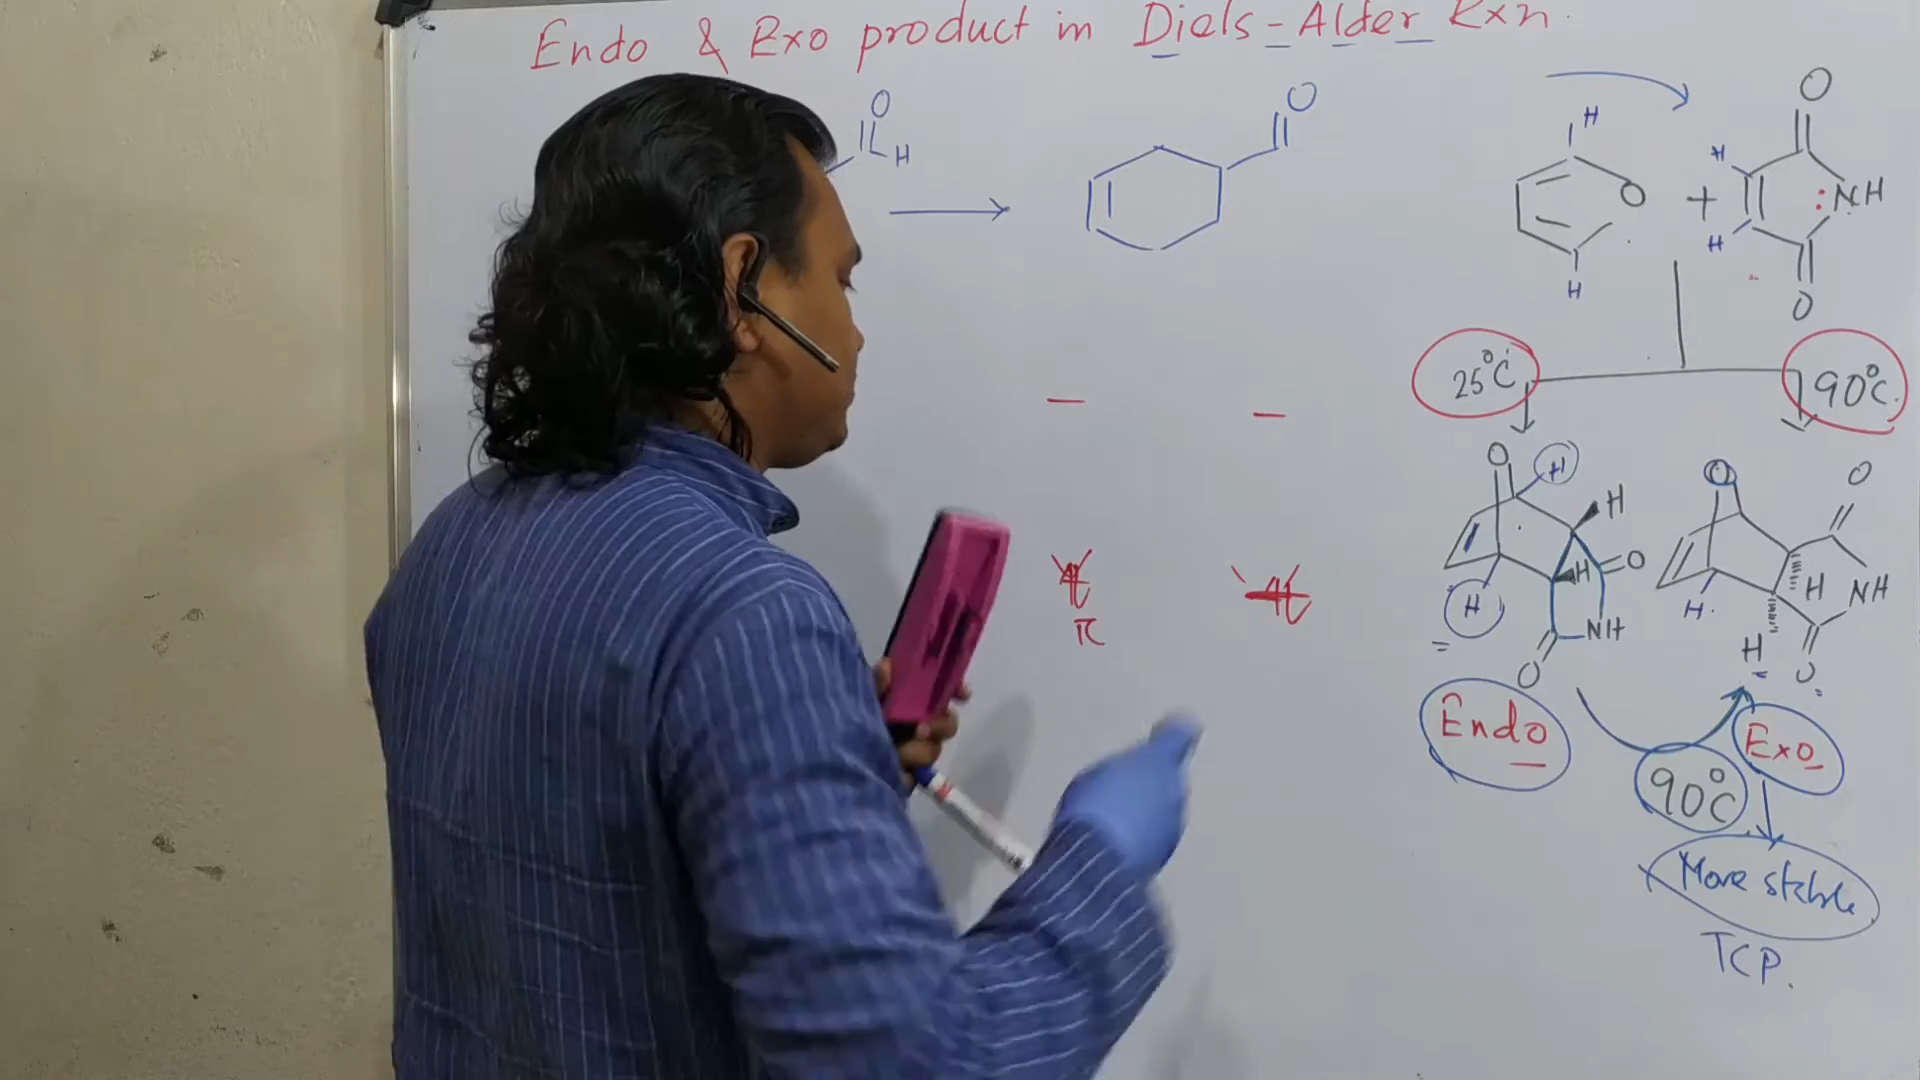 Endo & Exo product in Diels-Alder Rxn.
O
H
O
H
O
H
O
+
H
NH
H
O
25°C
90°C.
O
H
H
H
O
H
NH
O
O
O
H
NH
H
H
O
π
Endo
Exo
90°C
More stable
TCP.